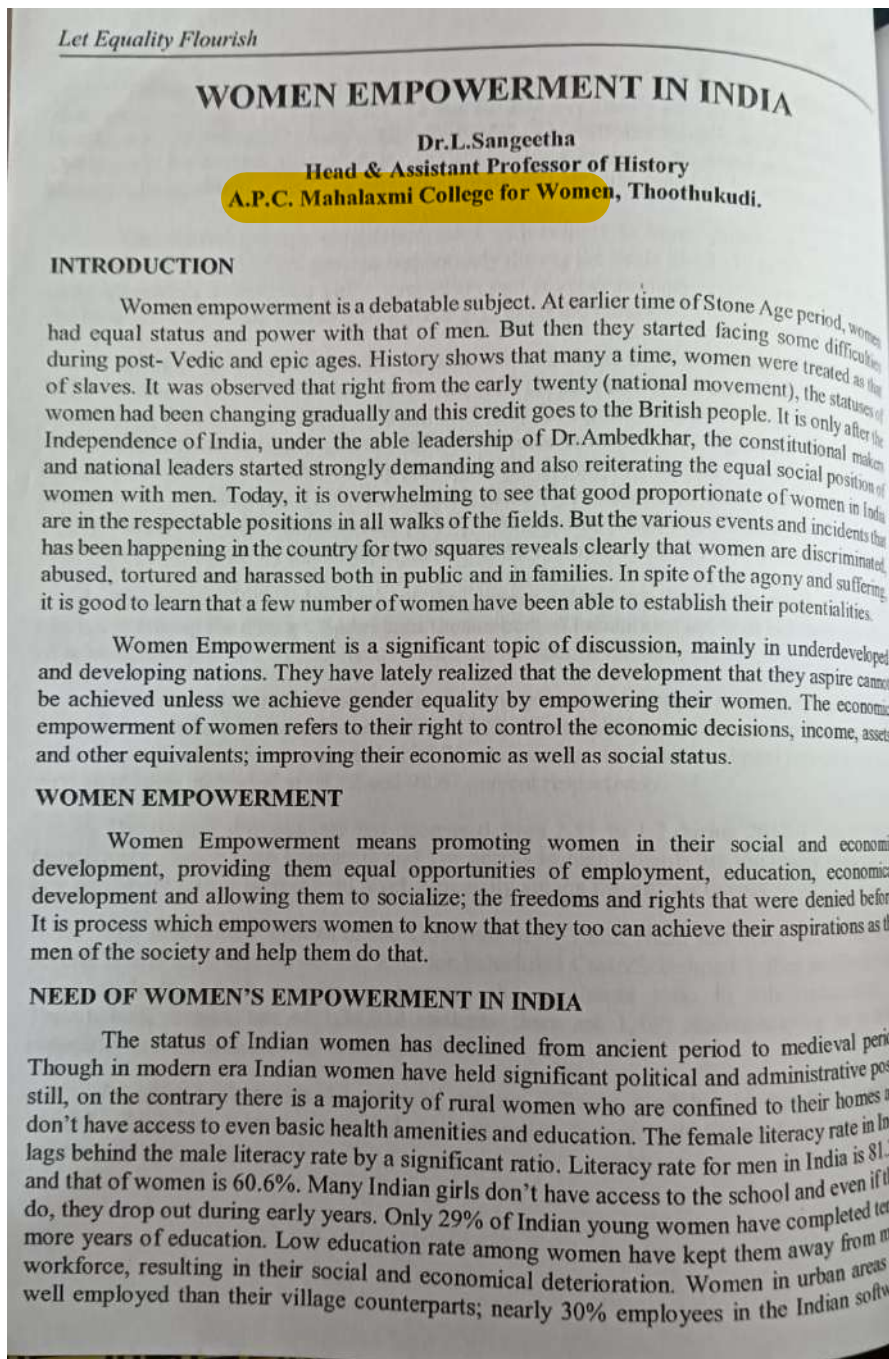 Let Equality Flourish
WOMEN EMPOWERMENT IN INDIA
Dr.L.Sangeetha
Head & Assistant Professor of History
A.P.C. Mahalaxmi College for Women, Thoothukudi.
INTRODUCTION
Women empowerment is a debatable subject. At earlier time of Stone Age period, women
had equal status and power with that of men. But then they started facing some difficulties
during post- Vedic and epic ages. History shows that many a time, women were treated as that
of slaves. It was observed that right from the early twenty (national movement), the statuses of
women had been changing gradually and this credit goes to the British people. It is only after the
Independence of India, under the able leadership of Dr.Ambedkhar, the constitutional makers
and national leaders started strongly demanding and also reiterating the equal social position of
women with men. Today, it is overwhelming to see that good proportionate of women in India
are in the respectable positions in all walks of the fields. But the various events and incidents that
has been happening in the country for two squares reveals clearly that women are discriminated,
abused, tortured and harassed both in public and in families. In spite of the agony and suffering,
it is good to learn that a few number of women have been able to establish their potentialities.
Women Empowerment is a significant topic of discussion, mainly in underdeveloped
and developing nations. They have lately realized that the development that they aspire cannot
be achieved unless we achieve gender equality by empowering their women. The economic
empowerment of women refers to their right to control the economic decisions, income, assets
and other equivalents; improving their economic as well as social status.
WOMEN EMPOWERMENT
Women Empowerment means promoting women in their social and
development, providing them equal opportunities of employment, education,
development and allowing them to socialize; the freedoms and rights that were denied
It is process which empowers women to know that they too can achieve their aspirations as
men of the society and help them do that.
NEED OF WOMEN'S EMPOWERMENT IN INDIA
The status of Indian women has declined from ancient period to medieval
Though in modern era Indian women have held significant political and administrative
still, on the contrary there is a majority of rural women who are confined to their homes
don't have access to even basic health amenities and education. The female literacy rate in
lags behind the male literacy rate by a significant ratio. Literacy rate for men in India is
and that of women is 60.6%. Many Indian girls don't have access to the school and even if
do, they drop out during early years. Only 29% of Indian young women have completed
more years of education. Low education rate among women have kept them away from
workforce, resulting in their social and economical deterioration. Women in urban areas
well employed than their village counterparts; nearly 30% employees in the Indian